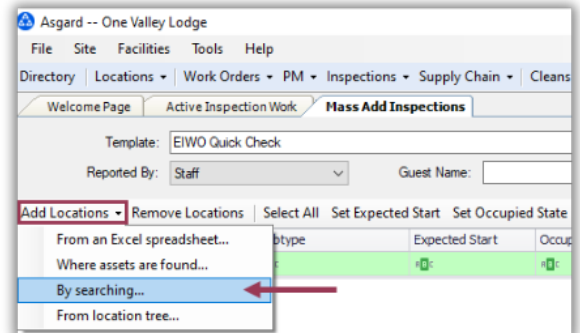 Asgard -- One Valley Lodge
File Site Facilities Tools Help
Directory Locations Work Orders PM Inspections Supply Chain Cleans
Welcome Page Active Inspection Work Mass Add Inspections
Template: EIWO Quick Check
Reported By: Staff Guest Name:
Add Locations Remove Locations Select All Set Expected Start Set Occupied State
From an Excel spreadsheet... btype Expected Start Occup
Where assets are found...
By searching...
From location tree...